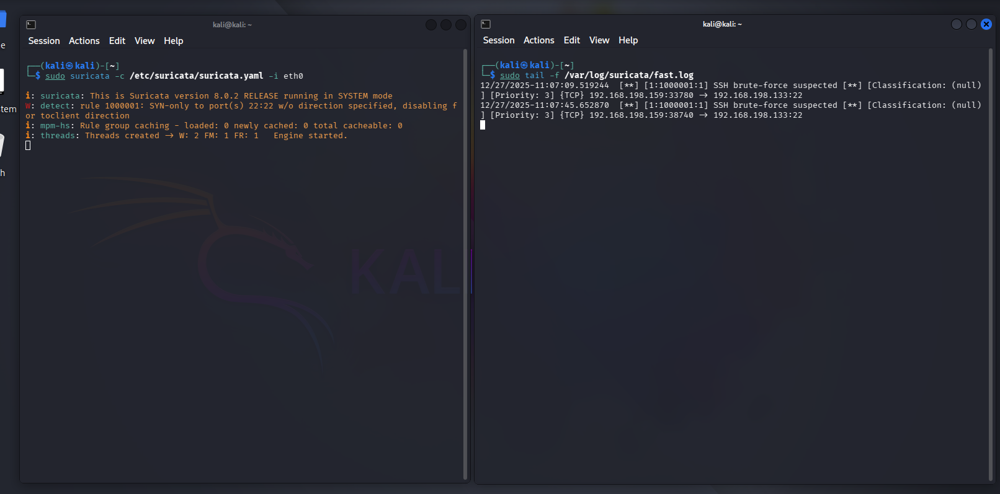 e
stem
h
kali@kali: ~
Session Actions Edit View Help
┌──(kali㉿kali)-[~]
└─$ sudo suricata -c /etc/suricata/suricata.yaml -i eth0
i: suricata: This is Suricata version 8.0.2 RELEASE running in SYSTEM mode
W: detect: rule 1000001: SYN-only to port(s) 22:22 w/o direction specified, disabling f
or toclient direction
i: mpm-hs: Rule group caching - loaded: 0 newly cached: 0 total cacheable: 0
i: threads: Threads created -> W: 2 FM: 1 FR: 1   Engine started.
KAL
kali@kali: ~
Session Actions Edit View Help
┌──(kali㉿kali)-[~]
└─$ sudo tail -f /var/log/suricata/fast.log
12/27/2025-11:07:09.519244  [**] [1:1000001:1] SSH brute-force suspected [**] [Classification: (null)
] [Priority: 3] {TCP} 192.168.198.159:33780 -> 192.168.198.133:22
12/27/2025-11:07:45.652870  [**] [1:1000001:1] SSH brute-force suspected [**] [Classification: (null)
] [Priority: 3] {TCP} 192.168.198.159:38740 -> 192.168.198.133:22